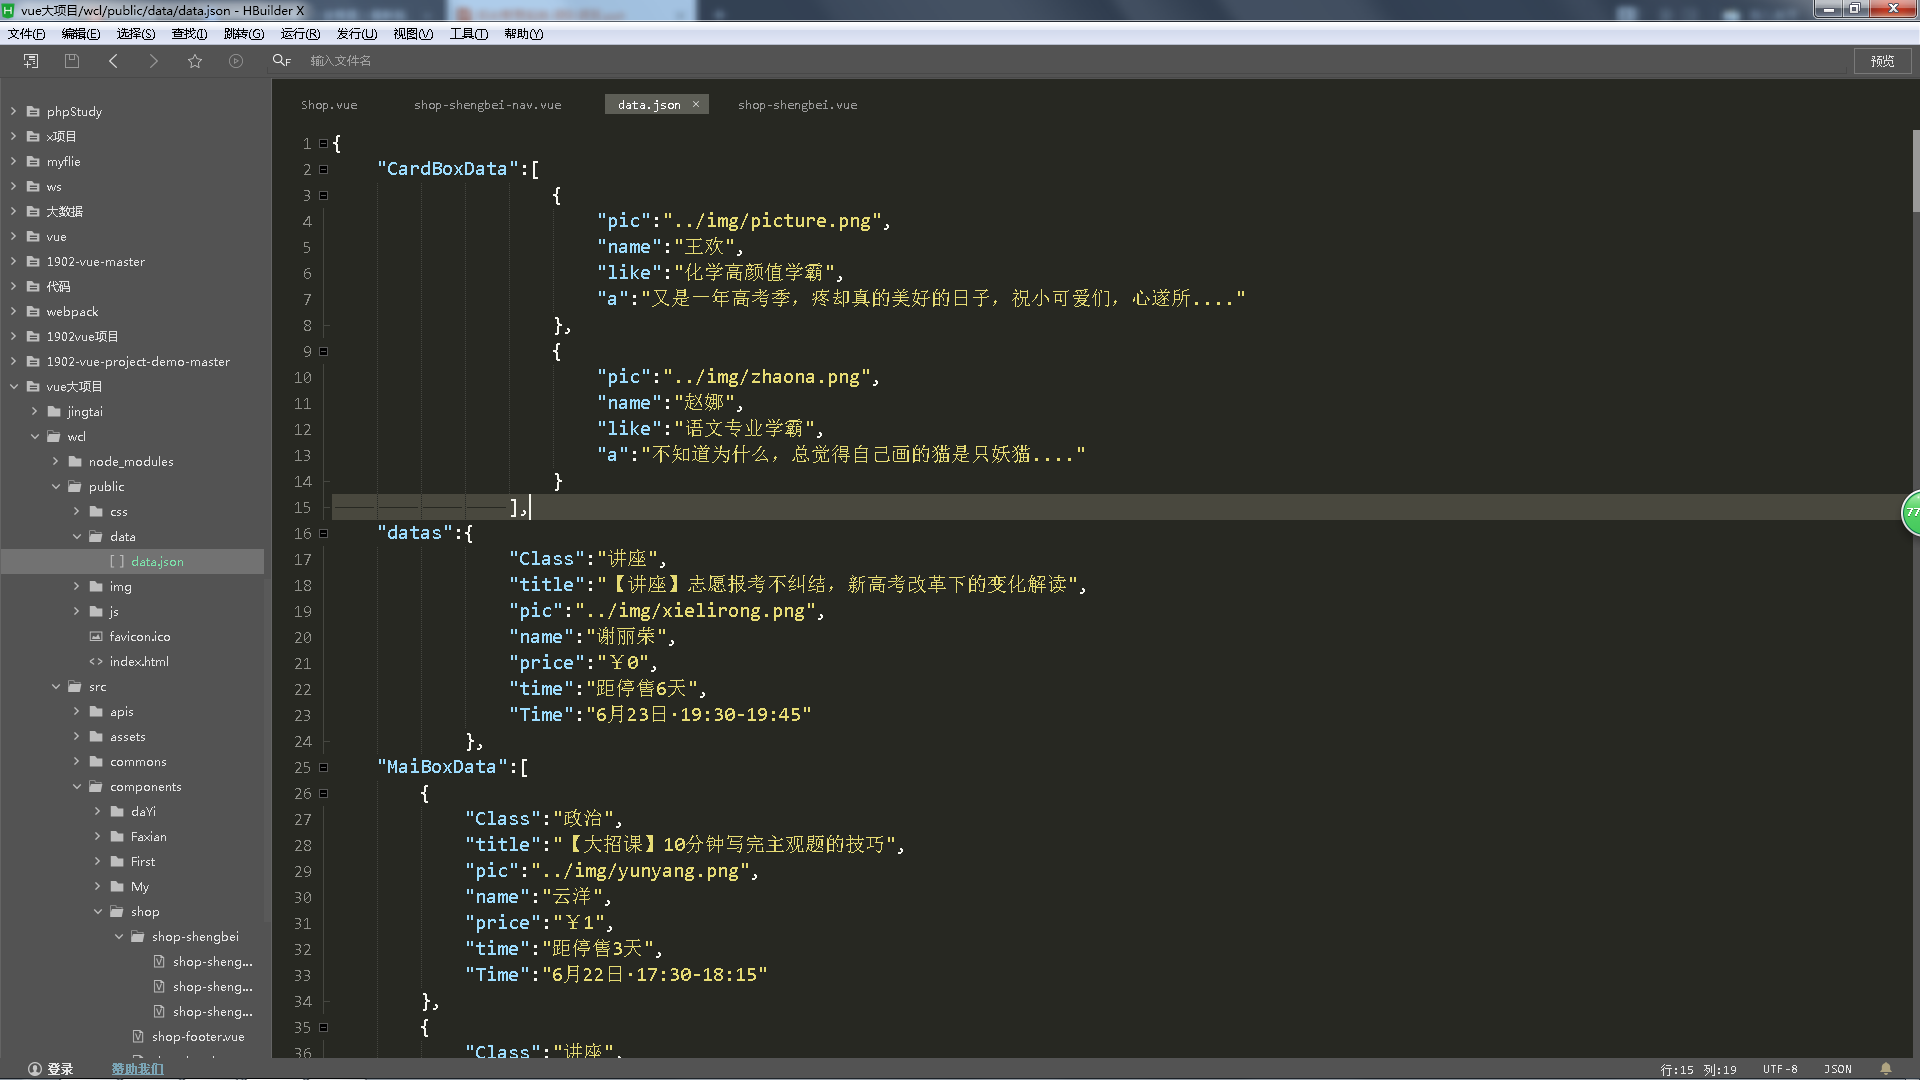 vue大项目/wcl/public/data/data.json - HBuilder X
文件(F) 编辑(E) 选择(S) 查找(I) 跳转(G) 运行(R) 发行(U) 视图(V) 工具(T) 帮助(Y)
输入文件名 预览
phpStudy
x项目
myflie
ws
大数据
vue
1902-vue-master
代码
webpack
1902vue项目
1902-vue-project-demo-master
vue大项目
jingtai
wcl
node_modules
public
css
data
[ ] data.json
img
js
favicon.ico
<> index.html
src
apis
assets
commons
components
daYi
Faxian
First
My
shop
shop-shengbei
shop-sheng...
shop-sheng...
shop-sheng...
shop-footer.vue
Shop.vue shop-shengbei-nav.vue data.json × shop-shengbei.vue
1 {
2 "CardBoxData":[
3 {
4 "pic":"../img/picture.png",
5 "name":"王欢",
6 "like":"化学高颜值学霸",
7 "a":"又是一年高考季，疼却真的美好的日子，祝小可爱们，心遂所...."
8 },
9 {
10 "pic":"../img/zhaona.png",
11 "name":"赵娜",
12 "like":"语文专业学霸",
13 "a":"不知道为什么，总觉得自己画的猫是只妖猫...."
14 }
15 ],
16 "datas":{
17 "Class":"讲座",
18 "title":"【讲座】志愿报考不纠结，新高考改革下的变化解读",
19 "pic":"../img/xielirong.png",
20 "name":"谢丽荣",
21 "price":"￥0",
22 "time":"距停售6天",
23 "Time":"6月23日·19:30-19:45"
24 },
25 "MaiBoxData":[
26 {
27 "Class":"政治",
28 "title":"【大招课】10分钟写完主观题的技巧",
29 "pic":"../img/yunyang.png",
30 "name":"云洋",
31 "price":"￥1",
32 "time":"距停售3天",
33 "Time":"6月22日·17:30-18:15"
34 },
35 {
36 "Class":"讲座",
77
登录 赞助我们 行:15 列:19 UTF-8 JSON